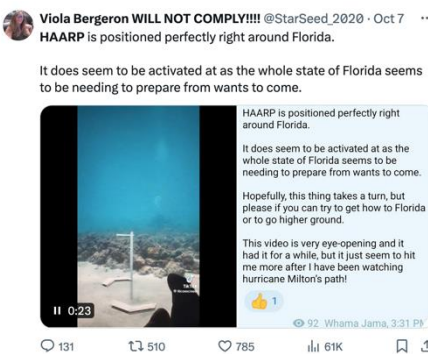 Viola Bergeron WILL NOT COMPLY!!!! @StarSeed_2020 · Oct 7 ··
HAARP is positioned perfectly right around Florida.
It does seem to be activated at as the whole state of Florida seems
to be needing to prepare from wants to come.
HAARP is positioned perfectly right
around Florida.
It does seem to be activated at as the
whole state of Florida seems to be
needing to prepare from wants to come.
Hopefully, this thing takes a turn, but
please if you can try to get how to Florida
or to go higher ground.
This video is very eye-opening and it
had it for a while, but it just seem to hit
me more after I have been watching
hurricane Milton's path!
👍 1
0:23
92 Whama Jama, 3:31 PM
131 510 785 61K